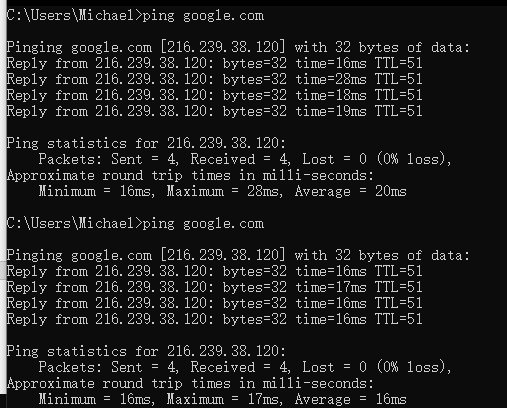 C:\Users\Michael>ping google.com
Pinging google.com [216.239.38.120] with 32 bytes of data:
Reply from 216.239.38.120: bytes=32 time=16ms TTL=51
Reply from 216.239.38.120: bytes=32 time=28ms TTL=51
Reply from 216.239.38.120: bytes=32 time=18ms TTL=51
Reply from 216.239.38.120: bytes=32 time=19ms TTL=51
Ping statistics for 216.239.38.120:
    Packets: Sent = 4, Received = 4, Lost = 0 (0% loss),
Approximate round trip times in milli-seconds:
    Minimum = 16ms, Maximum = 28ms, Average = 20ms
C:\Users\Michael>ping google.com
Pinging google.com [216.239.38.120] with 32 bytes of data:
Reply from 216.239.38.120: bytes=32 time=16ms TTL=51
Reply from 216.239.38.120: bytes=32 time=17ms TTL=51
Reply from 216.239.38.120: bytes=32 time=16ms TTL=51
Reply from 216.239.38.120: bytes=32 time=16ms TTL=51
Ping statistics for 216.239.38.120:
    Packets: Sent = 4, Received = 4, Lost = 0 (0% loss),
Approximate round trip times in milli-seconds:
    Minimum = 16ms, Maximum = 17ms, Average = 16ms